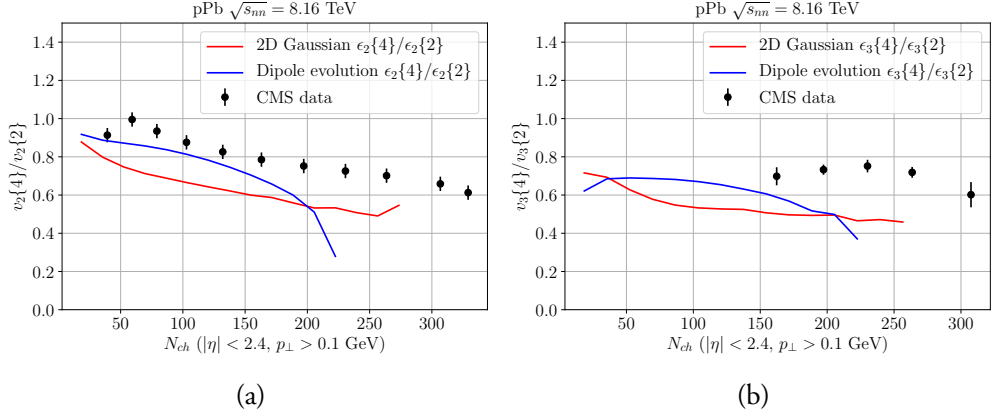 pPb √s_nn = 8.16 TeV
2D Gaussian ϵ₂{4}/ϵ₂{2}
Dipole evolution ϵ₂{4}/ϵ₂{2}
CMS data
v₂{4}/v₂{2}
1.4
1.2
1.0
0.8
0.6
0.4
0.2
0.0
50 100 150 200 250 300
N_ch (|η| < 2.4, p_⊥ > 0.1 GeV)
(a)
pPb √s_nn = 8.16 TeV
2D Gaussian ϵ₃{4}/ϵ₃{2}
Dipole evolution ϵ₃{4}/ϵ₃{2}
CMS data
v₃{4}/v₃{2}
1.4
1.2
1.0
0.8
0.6
0.4
0.2
0.0
50 100 150 200 250 300
N_ch (|η| < 2.4, p_⊥ > 0.1 GeV)
(b)